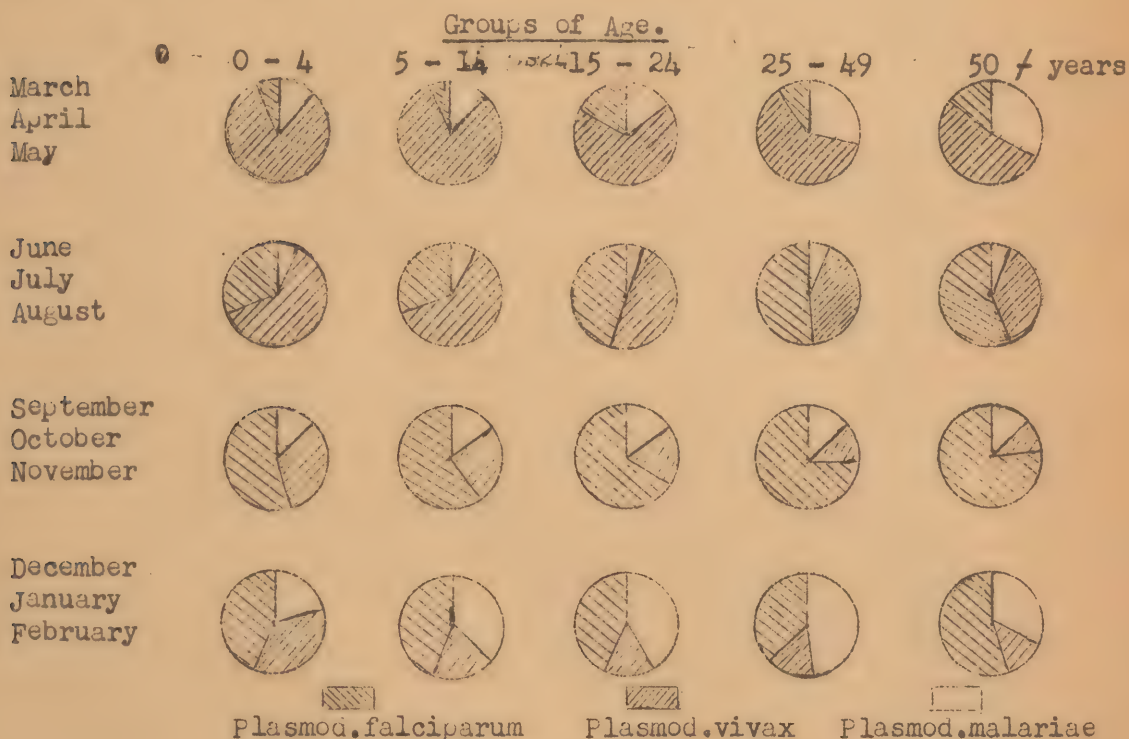 Groups of Age.
0 - 4 5 - 14 15 - 24 25 - 49 50 / years
March
April
May
June
July
August
September
October
November
December
January
February
Plasmod.falciparum Plasmod.vivax Plasmod.malariae